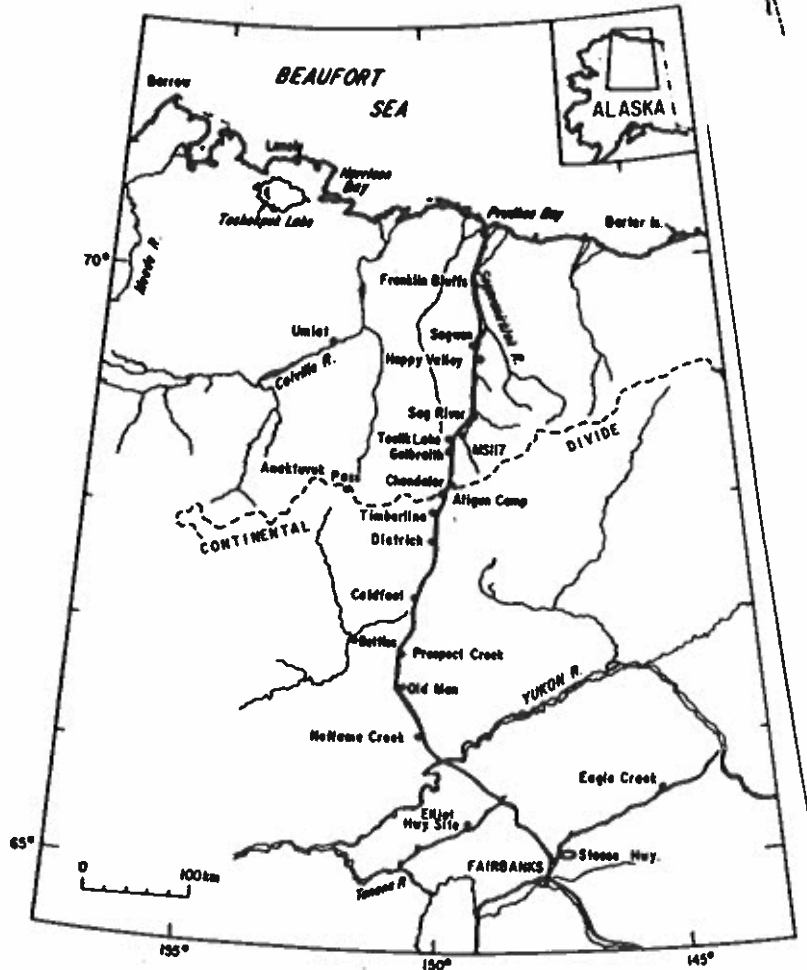 BEAUFORT
SEA
ALASKA
Barrow
Lonely
Harrison
Bay
Teshekpuk Lake
Prudhoe Bay
Barter Is.
70°
Meade R.
Franklin Bluffs
Sagavanirktok R.
Umiat
Sagwon
Colville R.
Happy Valley
Sag River
Toolik Lake
Galbraith
MS117
DIVIDE
Anaktuvuk Pass
Chandalar
Atigun Camp
Timberline
CONTINENTAL
Dietrich
Coldfoot
Bettles
Prospect Creek
Old Man
YUKON R.
NoName Creek
Eagle Creek
Elliot
Hwy. Site
65°
0
100km
FAIRBANKS
Steese Hwy.
Tanana R
155°
150°
145°